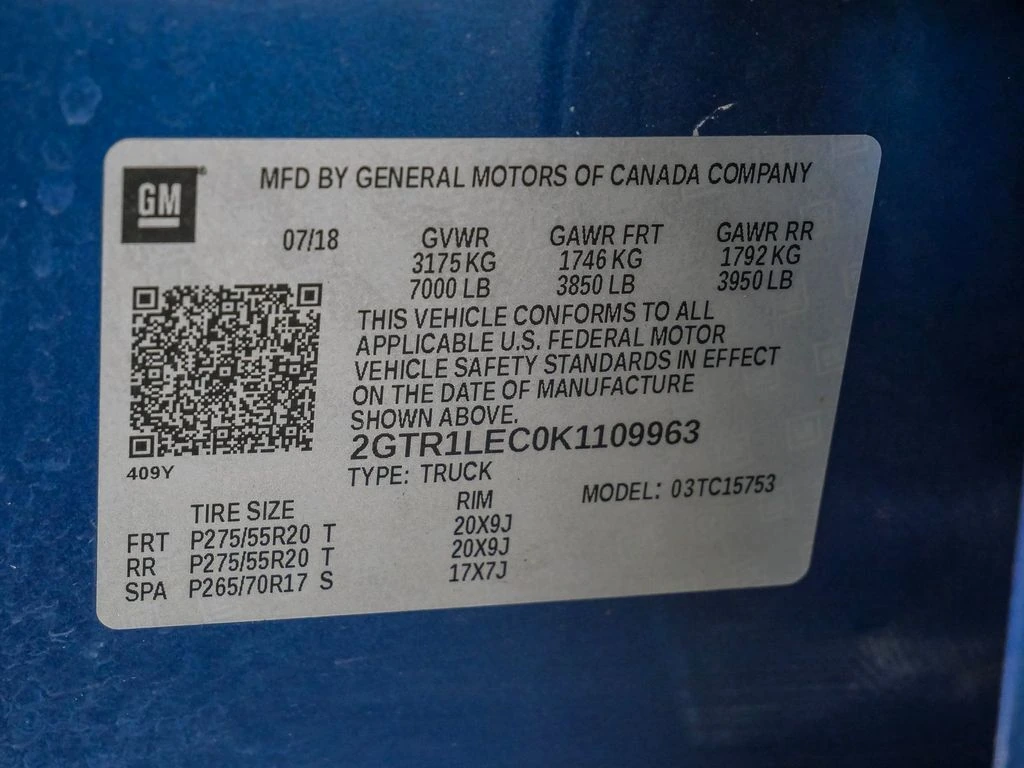 GM
MFD BY GENERAL MOTORS OF CANADA COMPANY
07/18 GVWR GAWR FRT GAWR RR
3175 KG 1746 KG 1792 KG
7000 LB 3850 LB 3950 LB
THIS VEHICLE CONFORMS TO ALL
APPLICABLE U.S. FEDERAL MOTOR
VEHICLE SAFETY STANDARDS IN EFFECT
ON THE DATE OF MANUFACTURE
SHOWN ABOVE.
2GTR1LEC0K1109963
409Y
TYPE: TRUCK
MODEL: 03TC15753
TIRE SIZE RIM
FRT P275/55R20 T 20X9J
RR P275/55R20 T 20X9J
SPA P265/70R17 S 17X7J